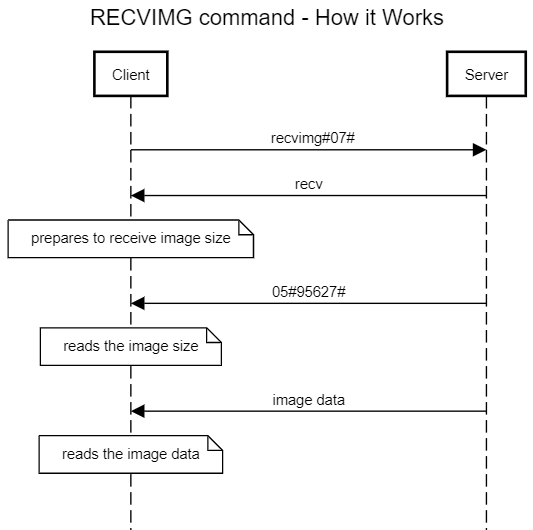 RECVIMG command - How it Works
Client
Server
recvimg#07#
recv
prepares to receive image size
05#95627#
reads the image size
image data
reads the image data